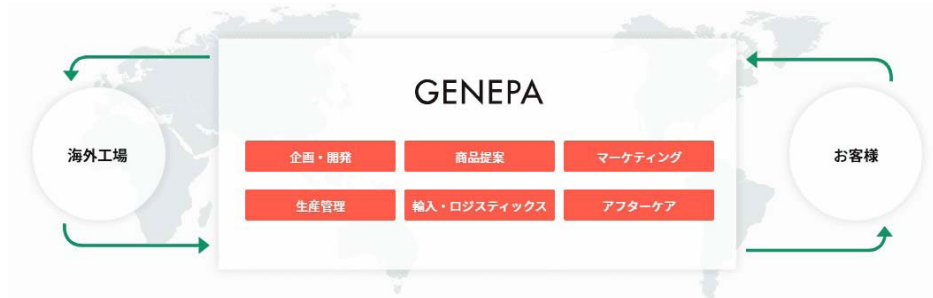 GENEPA
海外工場
企画・開発
商品提案
マーケティング
お客様
生産管理
輸入・ロジスティックス
アフターケア